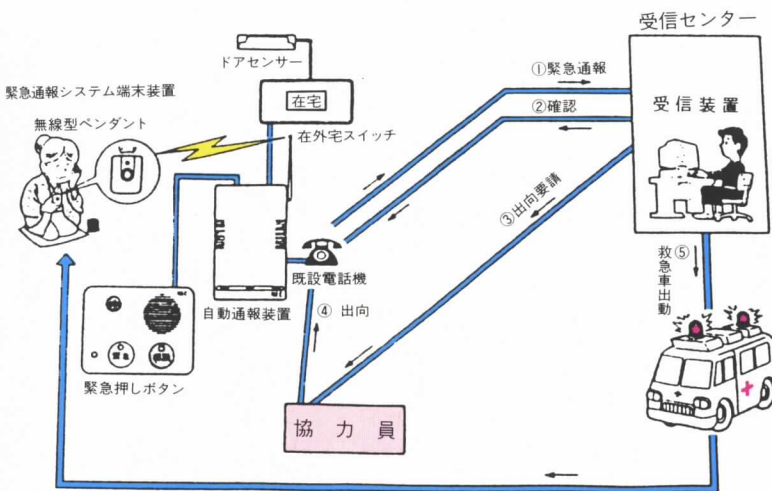 受信センター
ドアセンサー
①緊急通報
緊急通報システム端末装置
在宅
②確認
受信装置
無線型ペンダント
在外宅スイッチ
③出向要請
⑤救急車出動
既設電話機
自動通報装置
④ 出向
緊急押しボタン
協力員